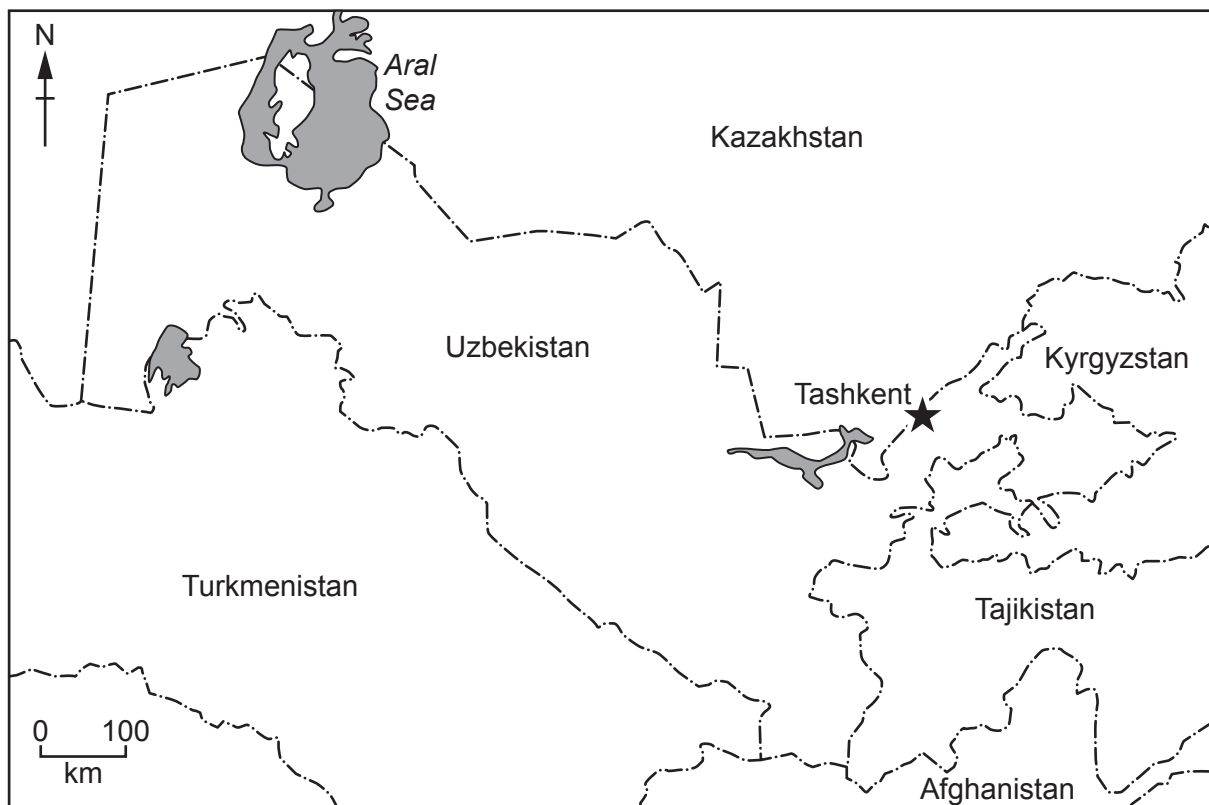 N
Aral
Sea
Kazakhstan
Uzbekistan
Kyrgyzstan
Tashkent
Turkmenistan
Tajikistan
0 100
km
Afghanistan